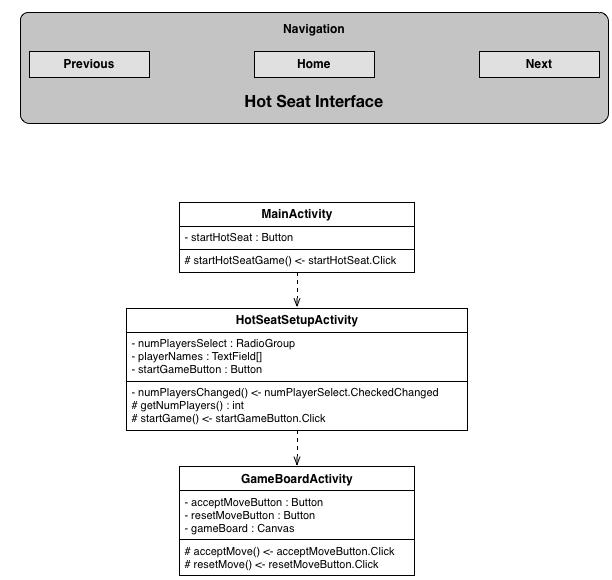 Navigation
Previous
Home
Next
Hot Seat Interface
MainActivity
- startHotSeat : Button
# startHotSeatGame() <- startHotSeat.Click
HotSeatSetupActivity
- numPlayersSelect : RadioGroup
- playerNames : TextField[]
- startGameButton : Button
- numPlayersChanged() <- numPlayerSelect.CheckedChanged
# getNumPlayers() : int
# startGame() <- startGameButton.Click
GameBoardActivity
- acceptMoveButton : Button
- resetMoveButton : Button
- gameBoard : Canvas
# acceptMove() <- acceptMoveButton.Click
# resetMove() <- resetMoveButton.Click